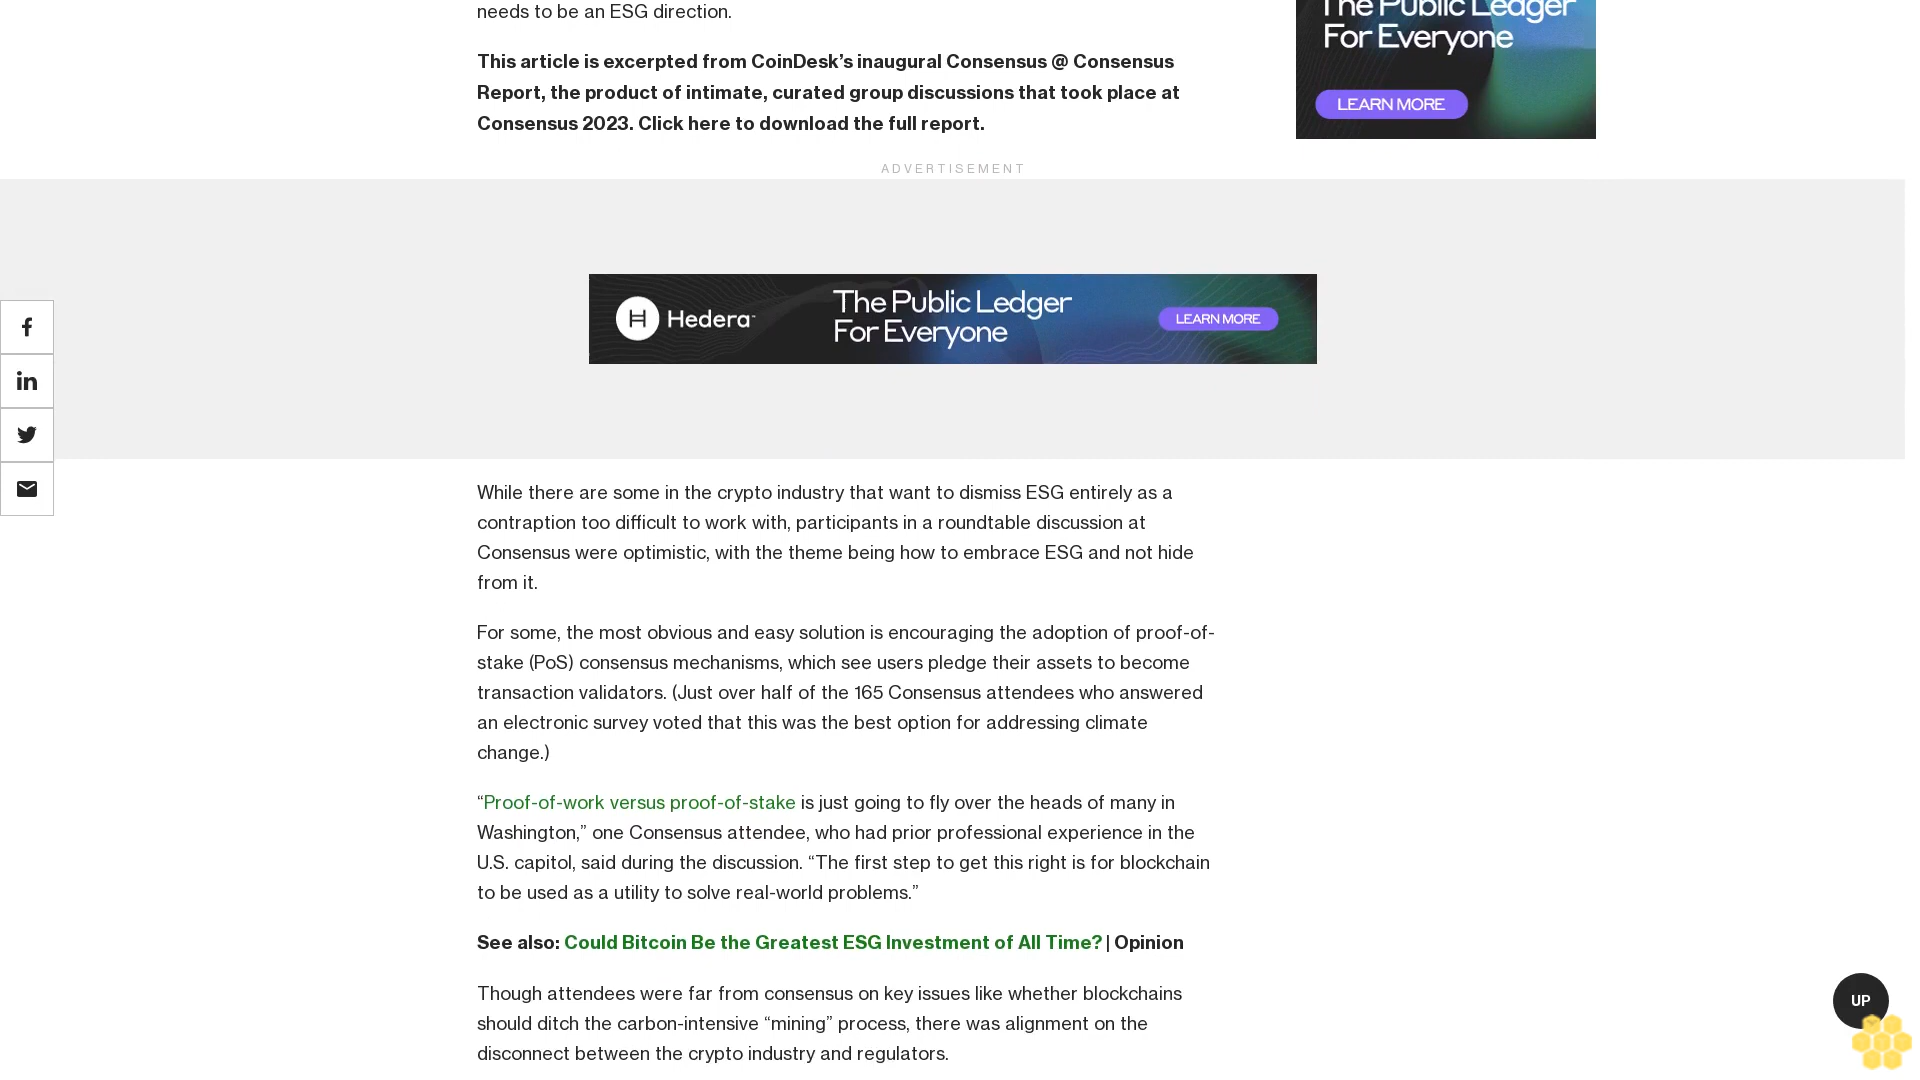 needs to be an ESG direction.
This article is excerpted from CoinDesk’s inaugural Consensus @ Consensus
Report, the product of intimate, curated group discussions that took place at
Consensus 2023. Click here to download the full report.
The Public Ledger
For Everyone
LEARN MORE
ADVERTISEMENT
Hedera
The Public Ledger
For Everyone
LEARN MORE
While there are some in the crypto industry that want to dismiss ESG entirely as a
contraption too difficult to work with, participants in a roundtable discussion at
Consensus were optimistic, with the theme being how to embrace ESG and not hide
from it.
For some, the most obvious and easy solution is encouraging the adoption of proof-of-
stake (PoS) consensus mechanisms, which see users pledge their assets to become
transaction validators. (Just over half of the 165 Consensus attendees who answered
an electronic survey voted that this was the best option for addressing climate
change.)
“Proof-of-work versus proof-of-stake is just going to fly over the heads of many in
Washington,” one Consensus attendee, who had prior professional experience in the
U.S. capitol, said during the discussion. “The first step to get this right is for blockchain
to be used as a utility to solve real-world problems.”
See also: Could Bitcoin Be the Greatest ESG Investment of All Time? | Opinion
Though attendees were far from consensus on key issues like whether blockchains
should ditch the carbon-intensive “mining” process, there was alignment on the
disconnect between the crypto industry and regulators.
UP